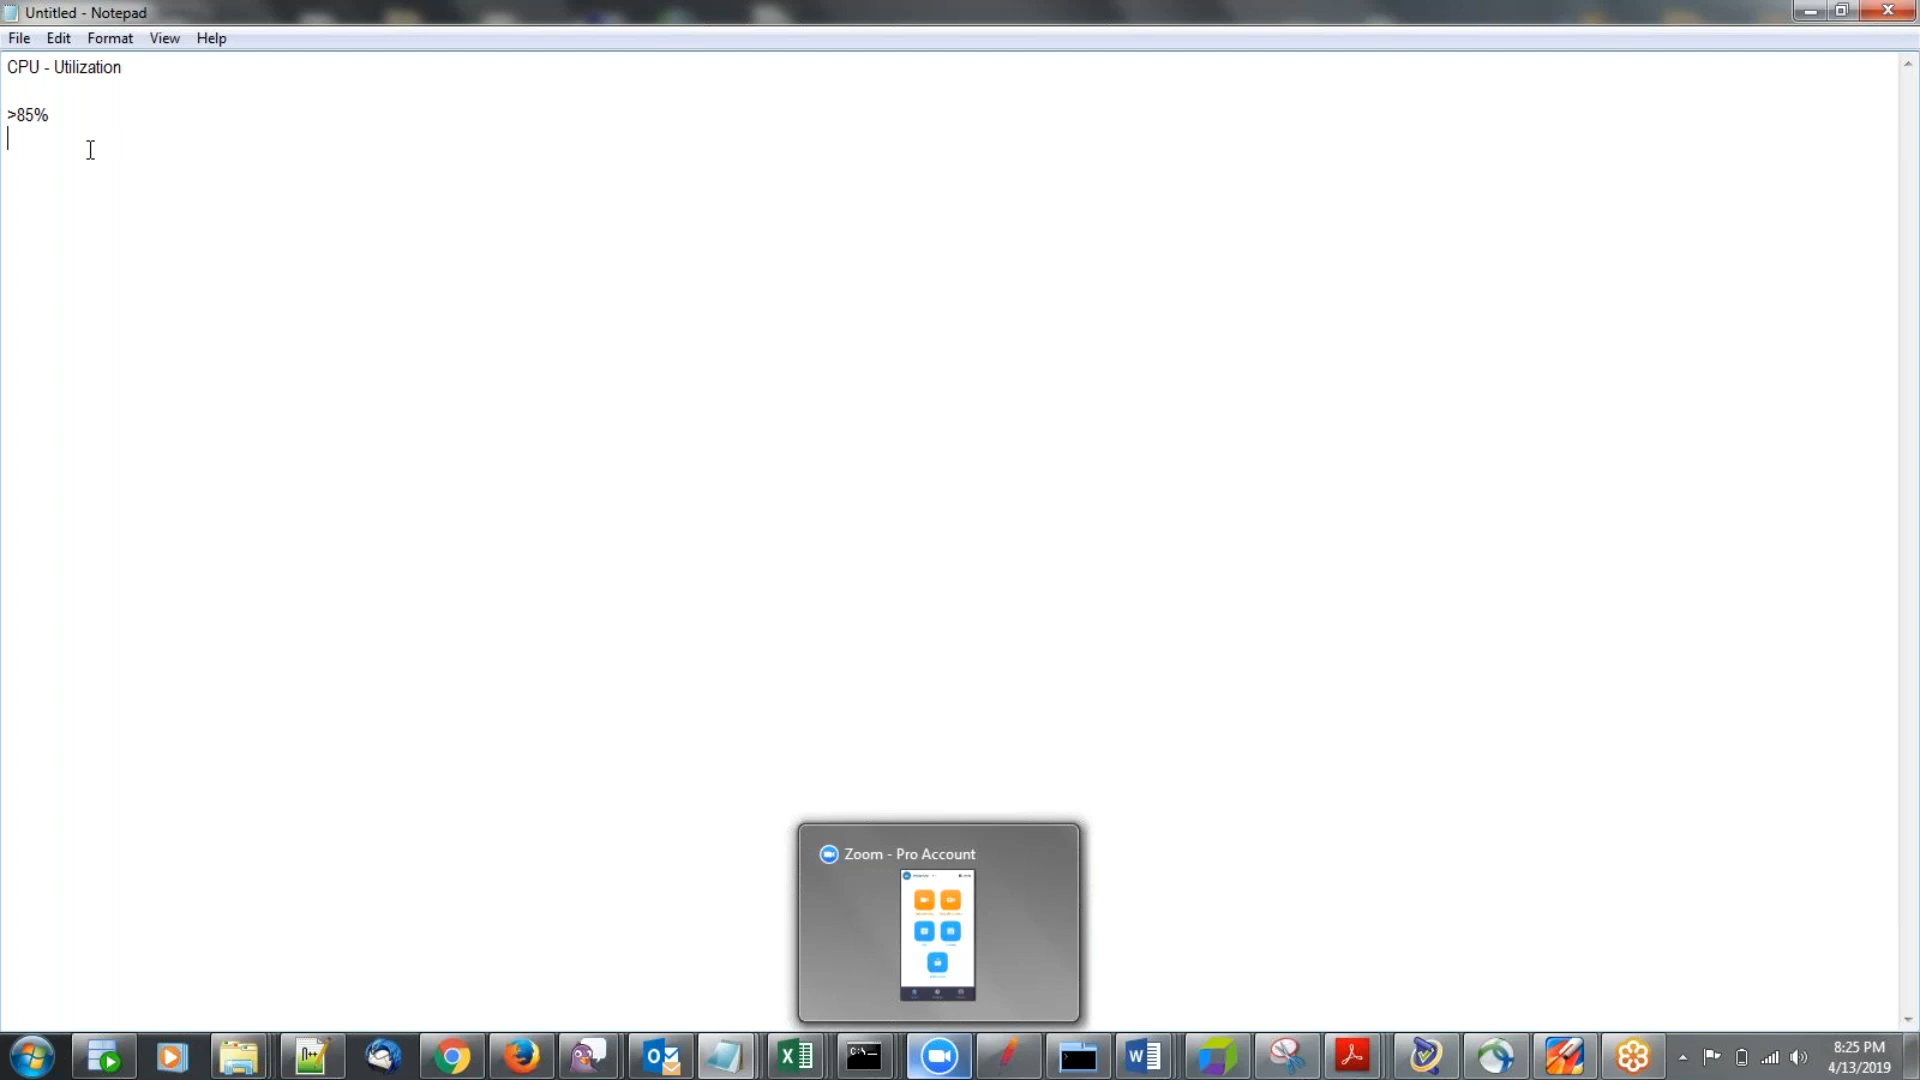 Untitled - Notepad
File Edit Format View Help
CPU - Utilization
>85%
Zoom - Pro Account
8:25 PM
4/13/2019